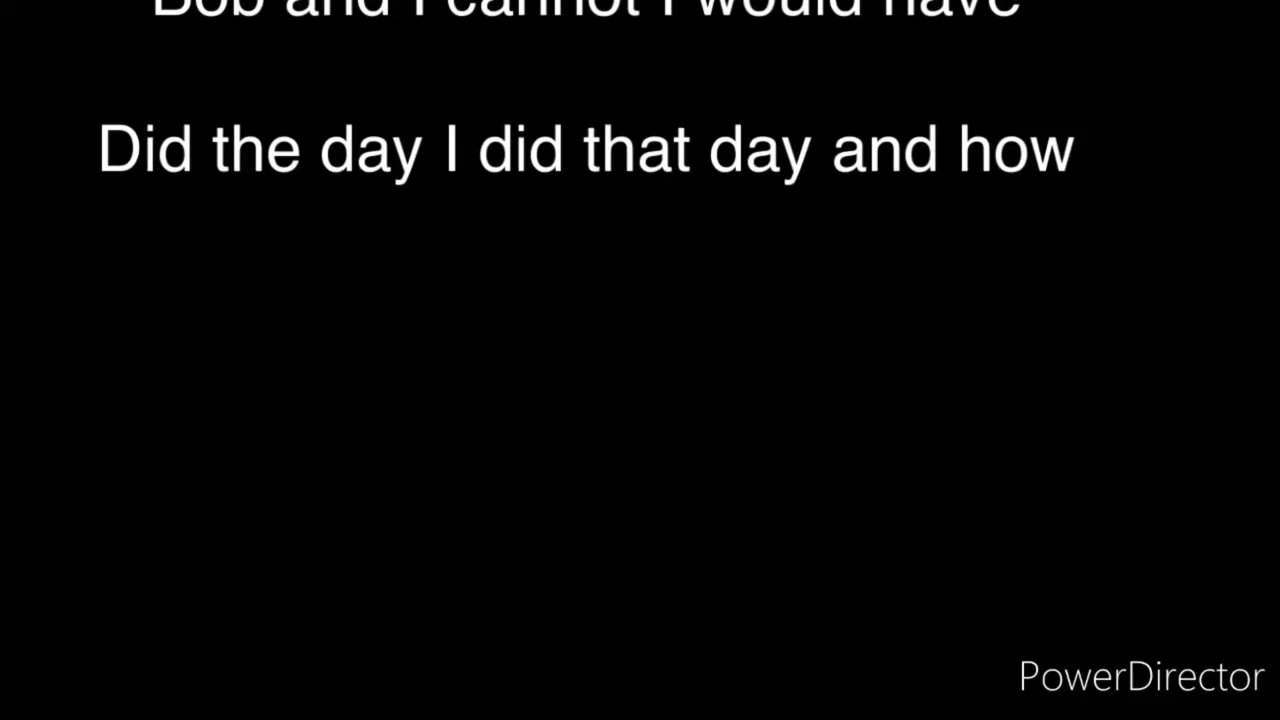 Bob and I cannot I would have
Did the day I did that day and how
PowerDirector